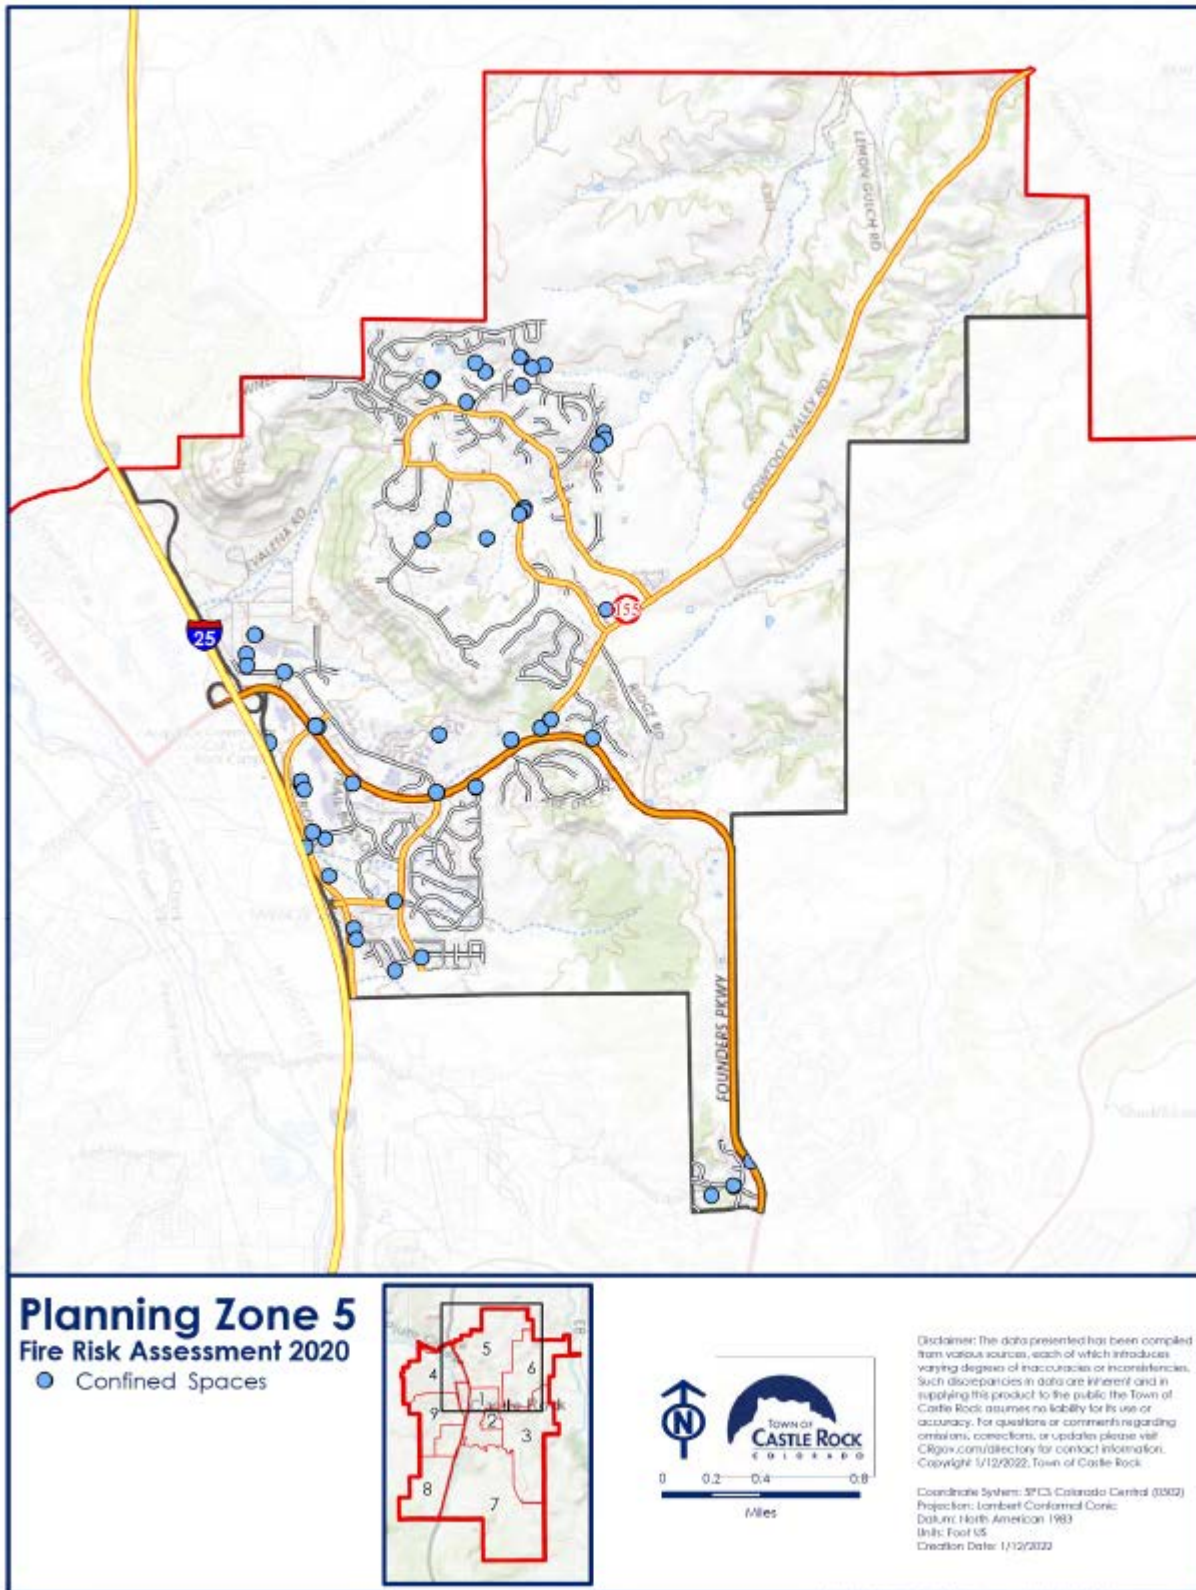 LEMON GULCH RD
CROWFOOT VALLEY RD
VALERIA RD
25
155
RIDGE RD
FOUNDERS PKWY
Planning Zone 5
Fire Risk Assessment 2020
Confined Spaces
83
5
4
6
1
9
2
3
8
7
N
TOWN OF
CASTLE ROCK
COLORADO
0 0.2 0.4 0.8
Miles
Disclaimer: The data presented has been compiled
from various sources, each of which introduces
varying degrees of inaccuracies or inconsistencies.
Such discrepancies in data are inherent and in
supplying this product to the public the Town of
Castle Rock assumes no liability for its use or
accuracy. For questions or comments regarding
omissions, corrections, or updates please visit
CRgov.com/directory for contact information.
Copyright 1/12/2022, Town of Castle Rock
Coordinate System: SPCS Colorado Central (0502)
Projection: Lambert Conformal Conic
Datum: North American 1983
Units: Foot US
Creation Date: 1/12/2022